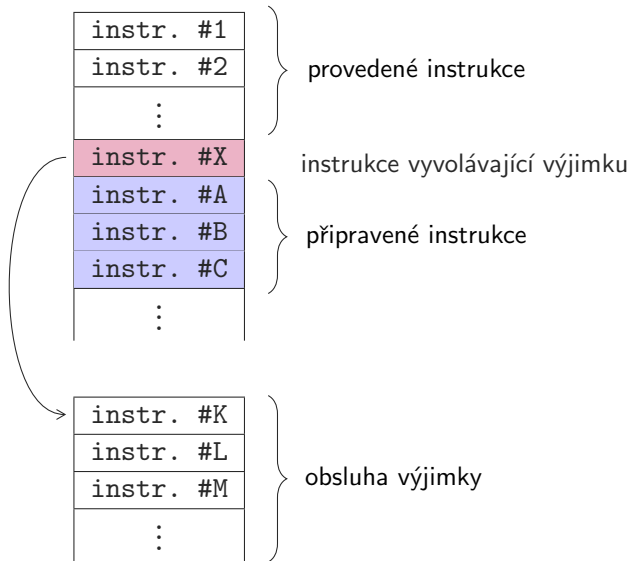 instr. #1
instr. #2
provedené instrukce
⋮
instr. #X
instrukce vyvolávající výjimku
instr. #A
instr. #B
připravené instrukce
instr. #C
⋮
instr. #K
instr. #L
obsluha výjimky
instr. #M
⋮